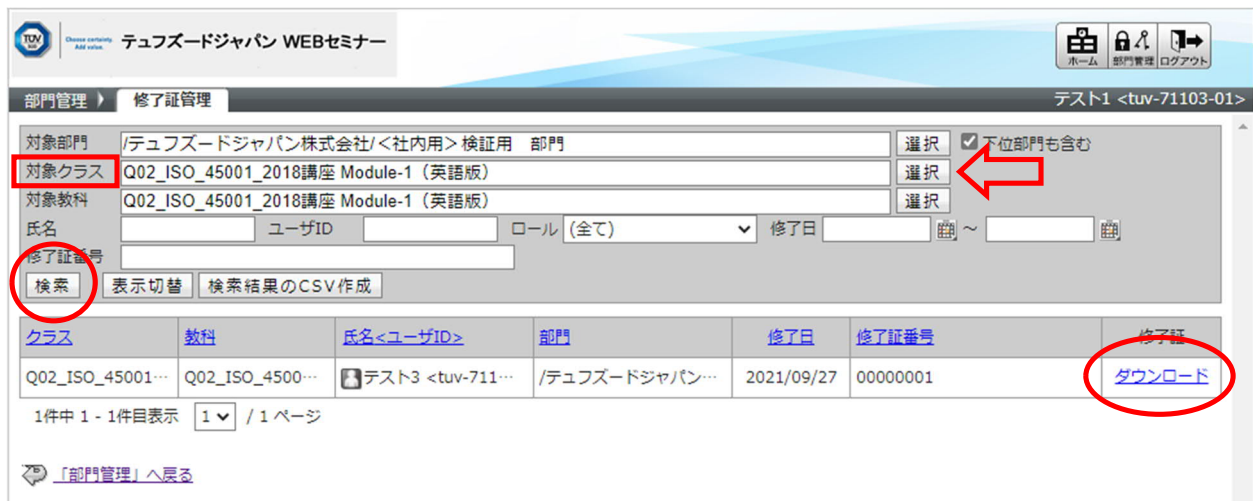 TÜV SÜD Choose certainty. Add value. テュフズードジャパン WEBセミナー
ホーム 部門管理 ログアウト
部門管理 修了証管理 テスト1 <tuv-71103-01>
対象部門 /テュフズードジャパン株式会社/<社内用> 検証用 部門 選択 下位部門も含む
対象クラス Q02_ISO_45001_2018講座 Module-1（英語版） 選択
対象教科 Q02_ISO_45001_2018講座 Module-1（英語版） 選択
氏名 ユーザID ロール (全て) 修了日 ～
修了証番号
検索 表示切替 検索結果のCSV作成
クラス 教科 氏名<ユーザID> 部門 修了日 修了証番号 修了証
Q02_ISO_45001… Q02_ISO_4500… テスト3 <tuv-711… /テュフズードジャパン… 2021/09/27 00000001 ダウンロード
1件中 1 - 1件目表示 1 / 1 ページ
「部門管理」へ戻る